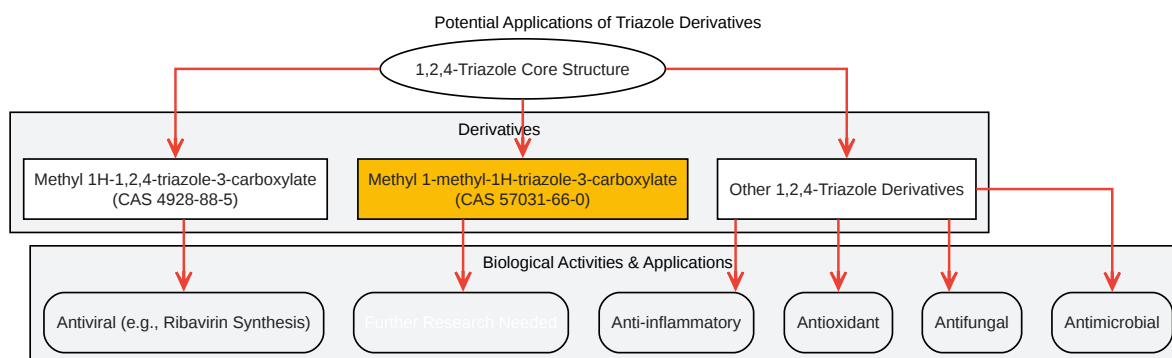 Potential Applications of Triazole Derivatives
1,2,4-Triazole Core Structure
Derivatives
Methyl 1H-1,2,4-triazole-3-carboxylate
(CAS 4928-88-5)
Methyl 1-methyl-1H-triazole-3-carboxylate
(CAS 57031-66-0)
Other 1,2,4-Triazole Derivatives
Biological Activities & Applications
Antiviral (e.g., Ribavirin Synthesis)
Further Research Needed
Anti-inflammatory
Antioxidant
Antifungal
Antimicrobial